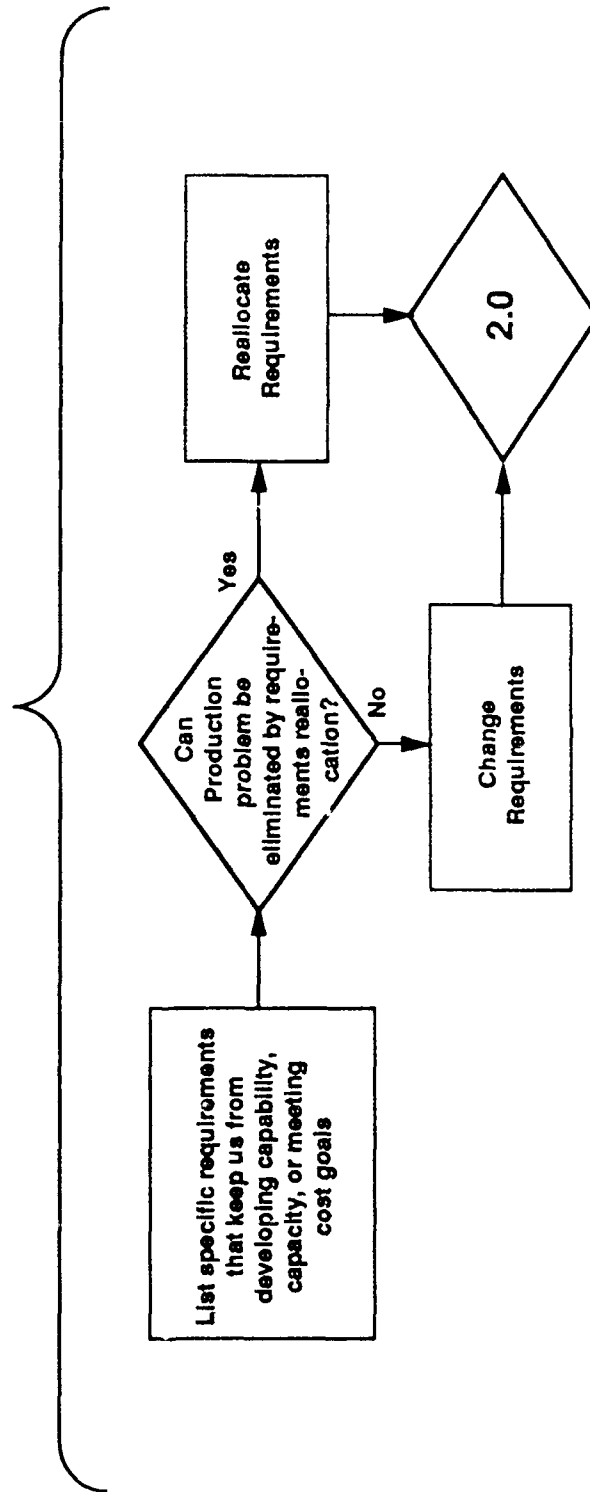 List specific requirements
that keep us from
developing capability,
capacity, or meeting
cost goals
Can
Production
problem be
eliminated by require-
ments reallo-
cation?
Yes
No
Reallocate
Requirements
Change
Requirements
2.0